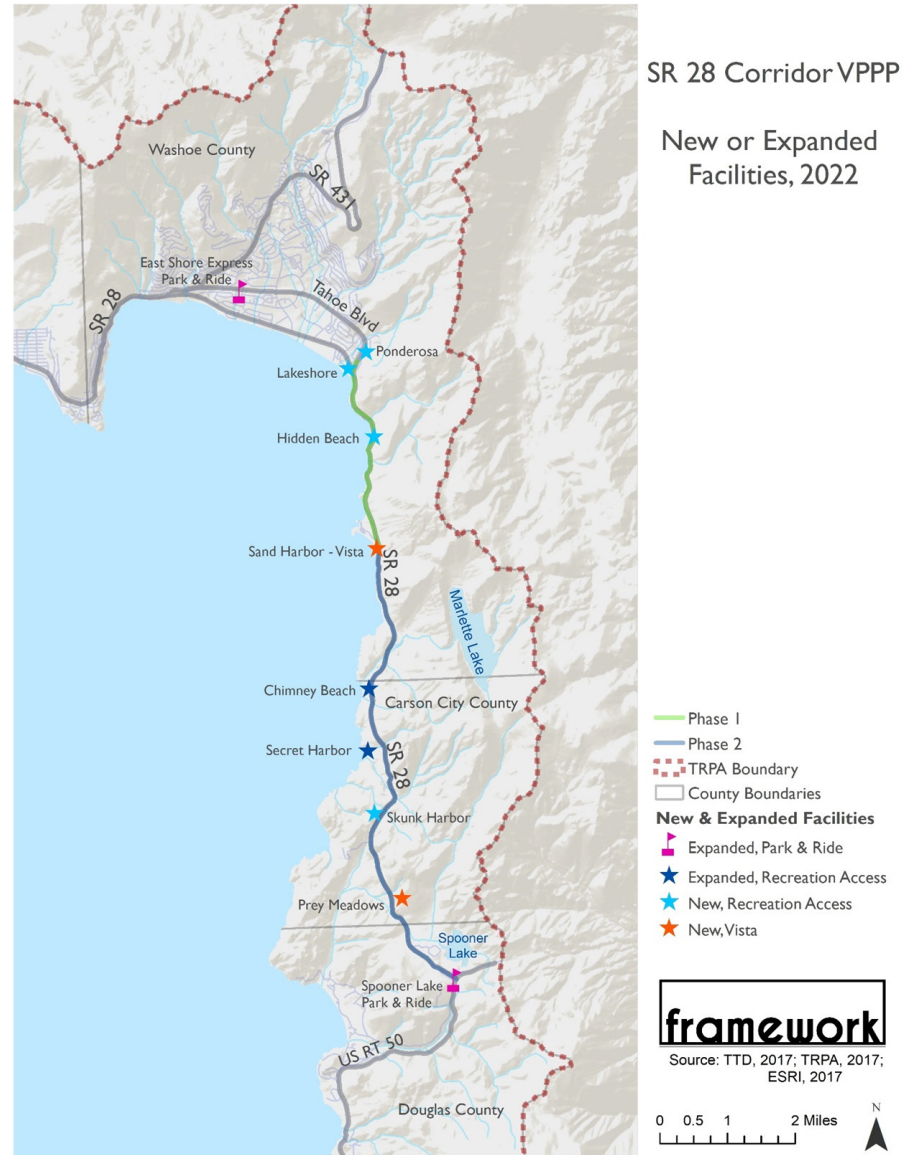 SR 28 Corridor VPPP
New or Expanded
Facilities, 2022
Washoe County
SR 431
East Shore Express
Park & Ride
Tahoe Blvd
SR 28
Ponderosa
Lakeshore
Hidden Beach
Sand Harbor - Vista
SR 28
Marlette Lake
Chimney Beach
Carson City County
Secret Harbor
SR 28
Skunk Harbor
Prey Meadows
Spooner
Lake
Spooner Lake
Park & Ride
US RT 50
Douglas County
Phase 1
Phase 2
TRPA Boundary
County Boundaries
New & Expanded Facilities
Expanded, Park & Ride
Expanded, Recreation Access
New, Recreation Access
New, Vista
framework
Source: TTD, 2017; TRPA, 2017;
ESRI, 2017
0 0.5 1 2 Miles
N